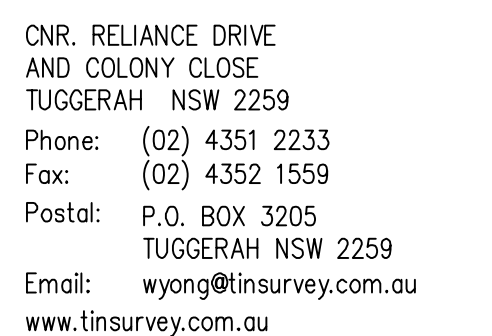 CNR. RELIANCE DRIVE
AND COLONY CLOSE
TUGGERAH NSW 2259
Phone: (02) 4351 2233
Fax: (02) 4352 1559
Postal: P.O. BOX 3205
TUGGERAH NSW 2259
Email: wyong@tinsurvey.com.au
www.tinsurvey.com.au